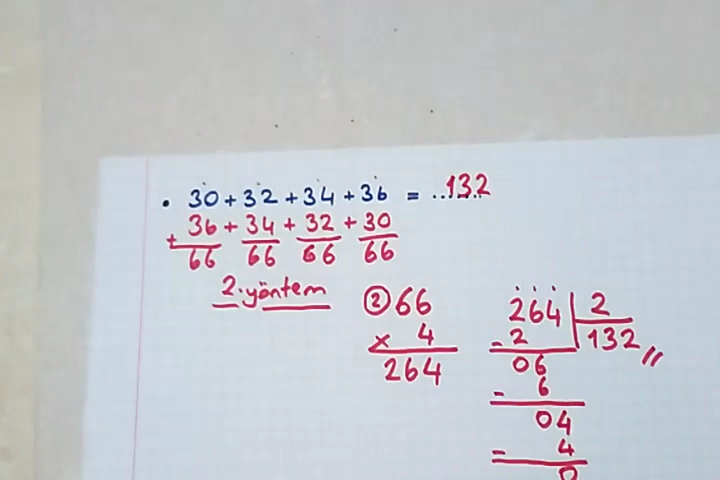 . 30 + 32 + 34 + 36 = ..132..
+ 36 + 34 + 32 + 30
66 66 66 66
2.yöntem
② 66
x 4
264
264 | 2
- 2 132 //
06
- 6
04
= 4
0